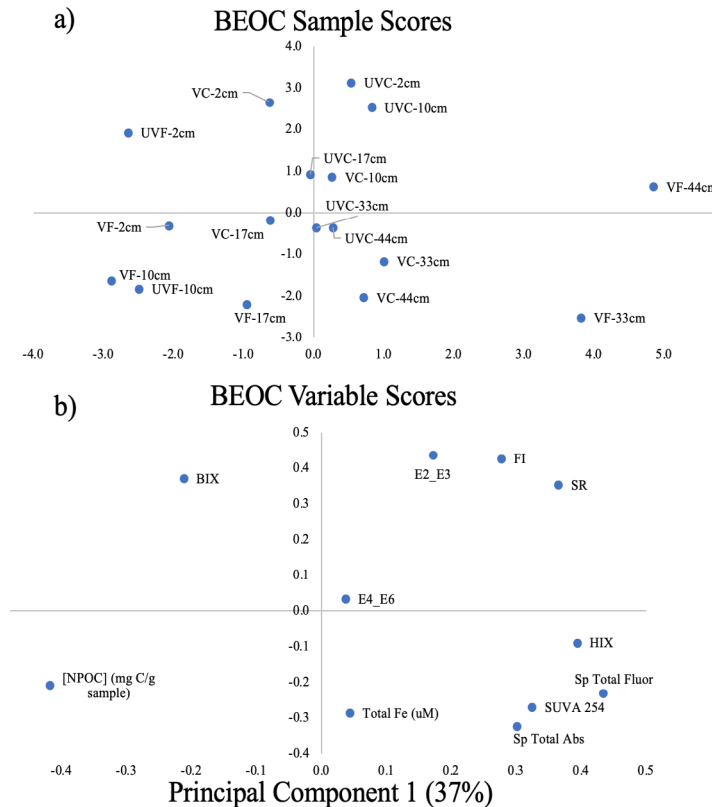 a)
BEOC Sample Scores
4.0
3.0
2.0
1.0
0.0
-1.0
-2.0
-3.0
VC-2cm
UVC-2cm
UVC-10cm
UVF-2cm
UVC-17cm
VC-10cm
VF-44cm
UVC-33cm
VF-2cm
VC-17cm
UVC-44cm
VC-33cm
VF-10cm
UVF-10cm
VC-44cm
VF-17cm
VF-33cm
-4.0 -3.0 -2.0 -1.0 0.0 1.0 2.0 3.0 4.0 5.0
b)
BEOC Variable Scores
0.5
0.4
0.3
0.2
0.1
0.0
-0.1
-0.2
-0.3
-0.4
E2_E3
FI
BIX
SR
E4_E6
HIX
[NPOC] (mg C/g
sample)
Sp Total Fluor
SUVA 254
Total Fe (uM)
Sp Total Abs
-0.4 -0.3 -0.2 -0.1 0.0 0.1 0.2 0.3 0.4 0.5
Principal Component 1 (37%)